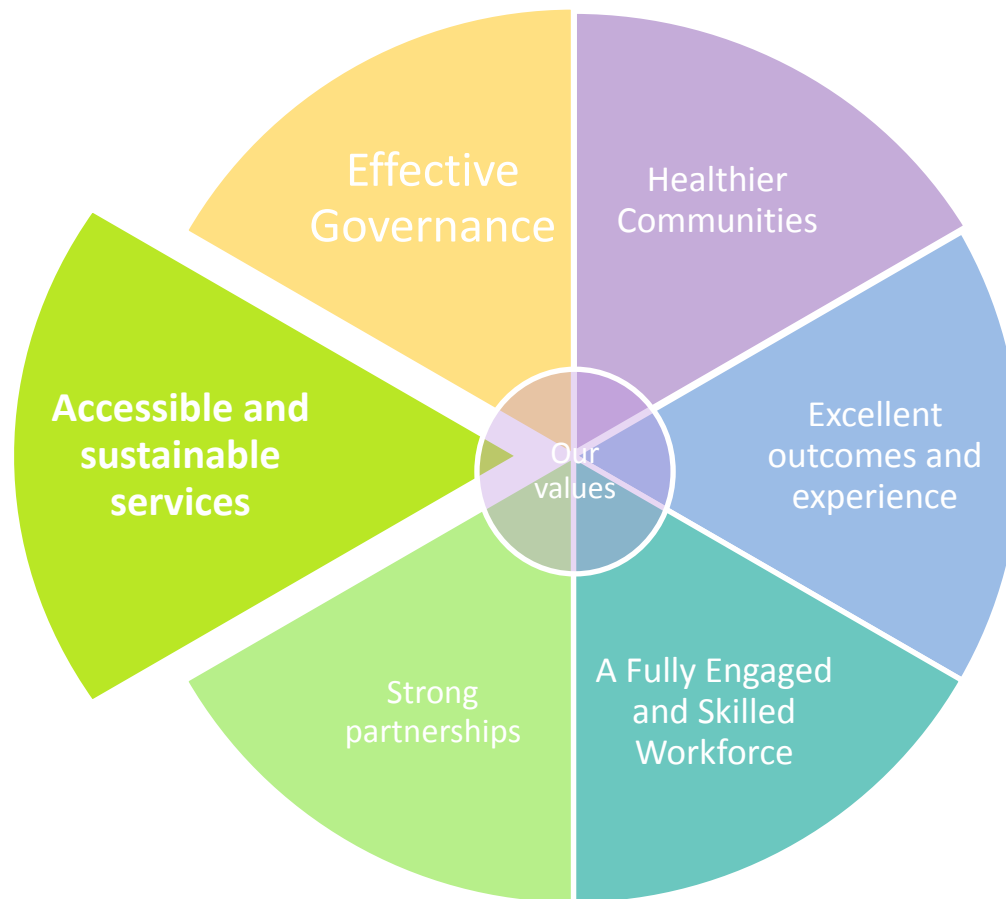 Effective
Governance
Healthier
Communities
Accessible and
sustainable
services
Our
values
Excellent
outcomes and
experience
Strong
partnerships
A Fully Engaged
and Skilled
Workforce